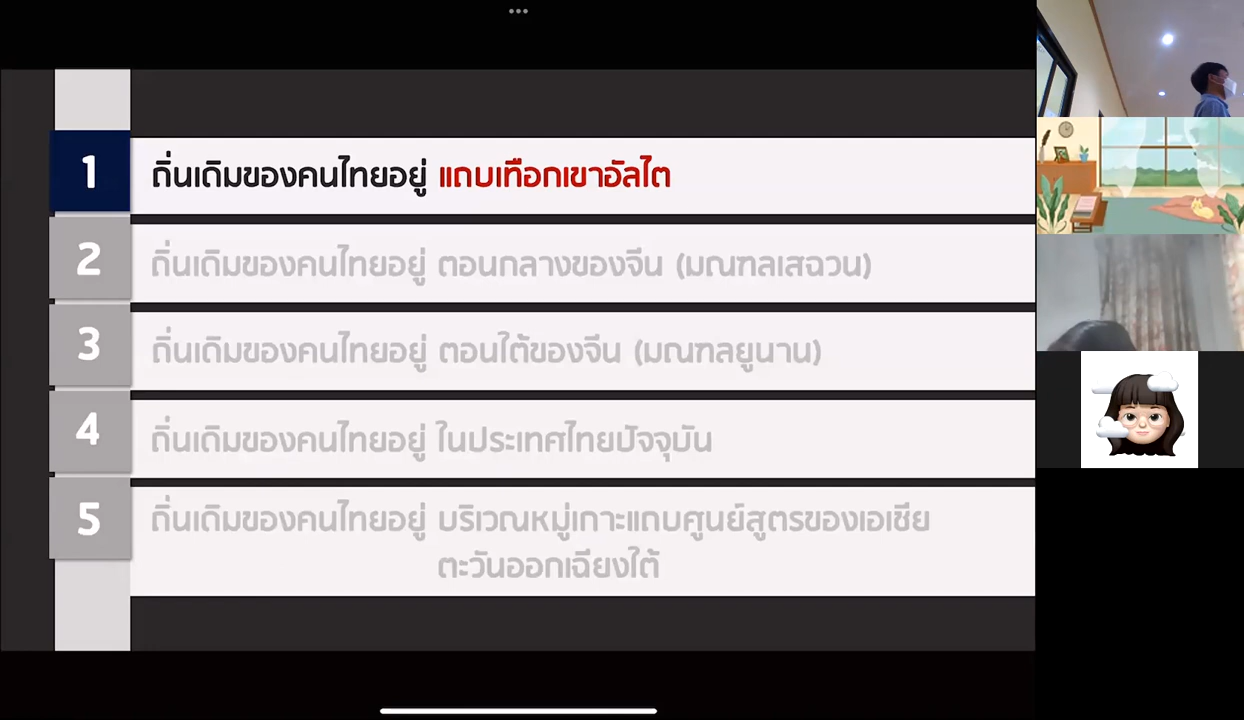 1 ถิ่นเดิมของคนไทยอยู่ แถบเทือกเขาอัลไต
2 ถิ่นเดิมของคนไทยอยู่ ตอนกลางของจีน (มณฑลเสฉวน)
3 ถิ่นเดิมของคนไทยอยู่ ตอนใต้ของจีน (มณฑลยูนาน)
4 ถิ่นเดิมของคนไทยอยู่ ในประเทศไทยปัจจุบัน
5 ถิ่นเดิมของคนไทยอยู่ บริเวณหมู่เกาะแถบศูนย์สูตรของเอเชีย
ตะวันออกเฉียงใต้